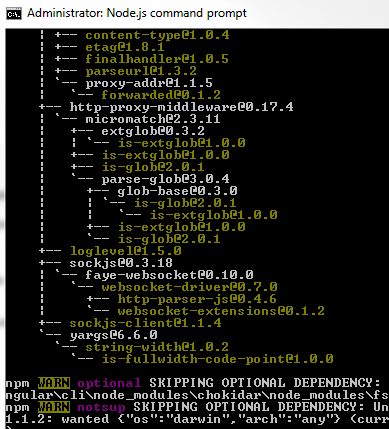 Administrator: Node.js command prompt
| +-- content-type@1.0.4
| +-- etag@1.8.1
| +-- finalhandler@1.0.5
| +-- parseurl@1.3.2
| `-- proxy-addr@1.1.5
|   `-- forwarded@0.1.2
+-- http-proxy-middleware@0.17.4
| `-- micromatch@2.3.11
|   +-- extglob@0.3.2
|   | `-- is-extglob@1.0.0
|   +-- is-extglob@1.0.0
|   +-- is-glob@2.0.1
|   `-- parse-glob@3.0.4
|     +-- glob-base@0.3.0
|     | `-- is-glob@2.0.1
|     |   `-- is-extglob@1.0.0
|     +-- is-extglob@1.0.0
|     `-- is-glob@2.0.1
+-- loglevel@1.5.0
+-- sockjs@0.3.18
| `-- faye-websocket@0.10.0
|   `-- websocket-driver@0.7.0
|     +-- http-parser-js@0.4.6
|     `-- websocket-extensions@0.1.2
+-- sockjs-client@1.1.4
`-- yargs@6.6.0
  `-- string-width@1.0.2
    `-- is-fullwidth-code-point@1.0.0
npm WARN optional SKIPPING OPTIONAL DEPENDENCY:
ngular\cli\node_modules\chokidar\node_modules\fs
npm WARN notsup SKIPPING OPTIONAL DEPENDENCY: Un
1.1.2: wanted {"os":"darwin","arch":"any"} (curr